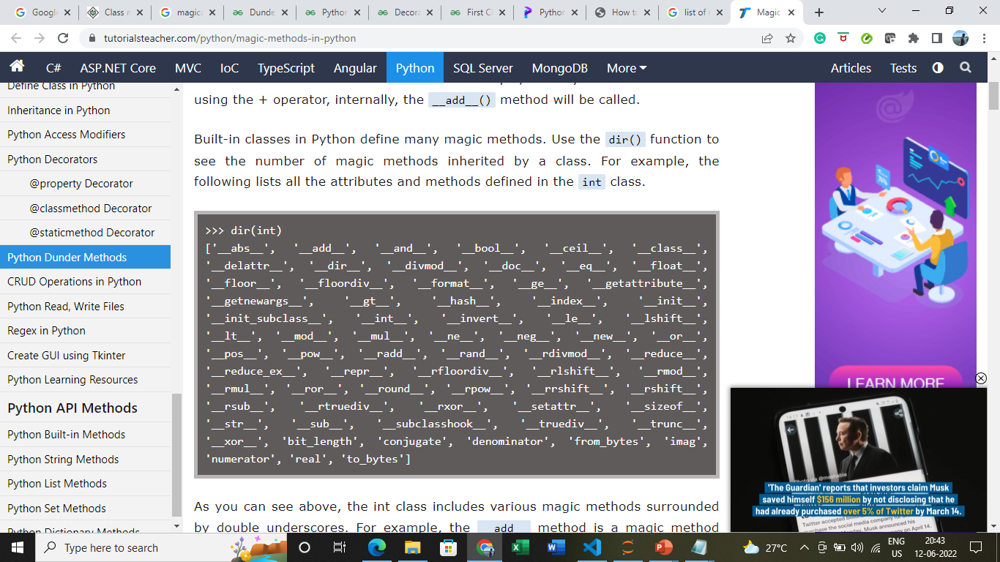 Google
Class n
magica
Dunde
Python
Decora
First Cl
Python
How to
list of n
Magic
tutorialsteacher.com/python/magic-methods-in-python
C# ASP.NET Core MVC IoC TypeScript Angular Python SQL Server MongoDB More Articles Tests
Define Class in Python
Inheritance in Python
Python Access Modifiers
Python Decorators
@property Decorator
@classmethod Decorator
@staticmethod Decorator
Python Dunder Methods
CRUD Operations in Python
Python Read, Write Files
Regex in Python
Create GUI using Tkinter
Python Learning Resources
Python API Methods
Python Built-in Methods
Python String Methods
Python List Methods
Python Set Methods
Python Dictionary Methods
using the + operator, internally, the __add__() method will be called.
Built-in classes in Python define many magic methods. Use the dir() function to
see the number of magic methods inherited by a class. For example, the
following lists all the attributes and methods defined in the int class.
>>> dir(int)
['__abs__', '__add__', '__and__', '__bool__', '__ceil__', '__class__',
'__delattr__', '__dir__', '__divmod__', '__doc__', '__eq__', '__float__',
'__floor__', '__floordiv__', '__format__', '__ge__', '__getattribute__',
'__getnewargs__', '__gt__', '__hash__', '__index__', '__init__',
'__init_subclass__', '__int__', '__invert__', '__le__', '__lshift__',
'__lt__', '__mod__', '__mul__', '__ne__', '__neg__', '__new__', '__or__',
'__pos__', '__pow__', '__radd__', '__rand__', '__rdivmod__', '__reduce__',
'__reduce_ex__', '__repr__', '__rfloordiv__', '__rlshift__', '__rmod__',
'__rmul__', '__ror__', '__round__', '__rpow__', '__rrshift__', '__rshift__',
'__rsub__', '__rtruediv__', '__rxor__', '__setattr__', '__sizeof__',
'__str__', '__sub__', '__subclasshook__', '__truediv__', '__trunc__',
'__xor__', 'bit_length', 'conjugate', 'denominator', 'from_bytes', 'imag',
'numerator', 'real', 'to_bytes']
As you can see above, the int class includes various magic methods surrounded
by double underscores. For example, the __add__ method is a magic method
LEARN MORE
'The Guardian' reports that investors claim Musk
saved himself $156 million by not disclosing that he
had already purchased over 5% of Twitter by March 14.
Type here to search
27°C
ENG
US
20:43
12-06-2022